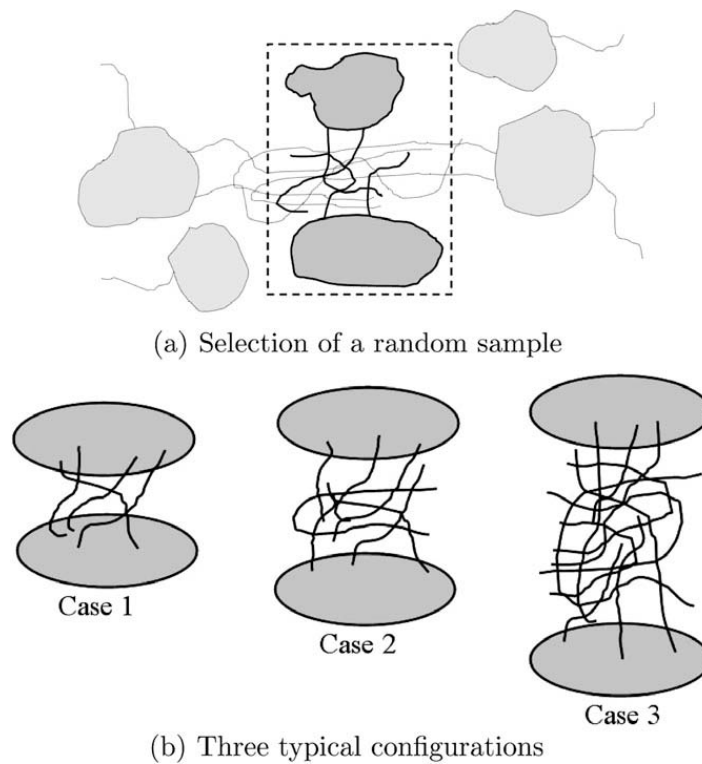 (a) Selection of a random sample
Case 1
Case 2
Case 3
(b) Three typical configurations